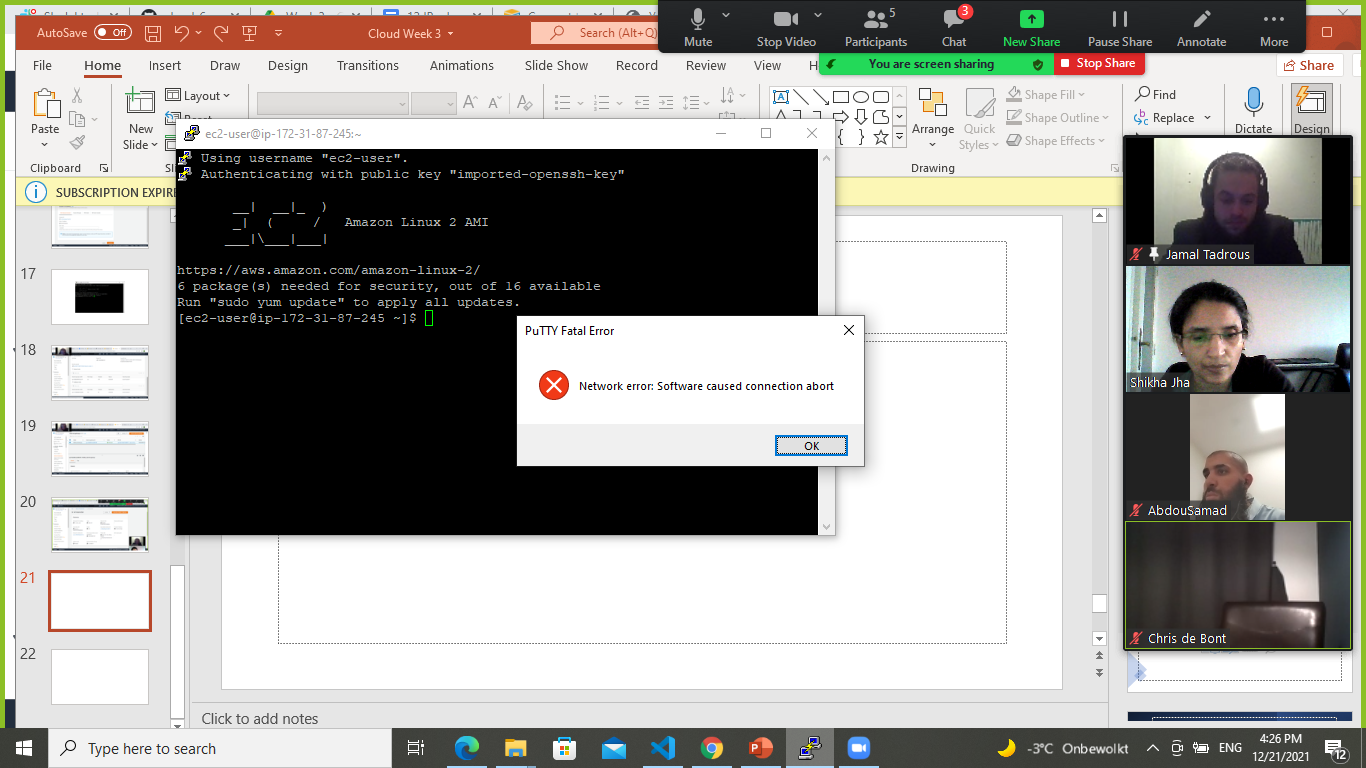 AutoSave
Off
Cloud Week 3
Search (Alt+Q)
Mute
Stop Video
5
Participants
3
Chat
New Share
Pause Share
Annotate
More
You are screen sharing
Stop Share
File
Home
Insert
Draw
Design
Transitions
Animations
Slide Show
Record
Review
View
H
Share
Paste
Clipboard
New
Slide
Layout
Arrange
Quick
Styles
Shape Fill
Shape Outline
Shape Effects
Drawing
Find
Replace
Dictate
Design
SUBSCRIPTION EXPIRE
ec2-user@ip-172-31-87-245:~
Using username "ec2-user".
Authenticating with public key "imported-openssh-key"
Amazon Linux 2 AMI
https://aws.amazon.com/amazon-linux-2/
6 package(s) needed for security, out of 16 available
Run "sudo yum update" to apply all updates.
[ec2-user@ip-172-31-87-245 ~]$
PuTTY Fatal Error
Network error: Software caused connection abort
OK
17
18
19
20
21
22
Jamal Tadrous
Shikha Jha
AbdouSamad
Chris de Bont
Click to add notes
Type here to search
-3°C Onbewolkt
ENG
4:26 PM
12/21/2021
12